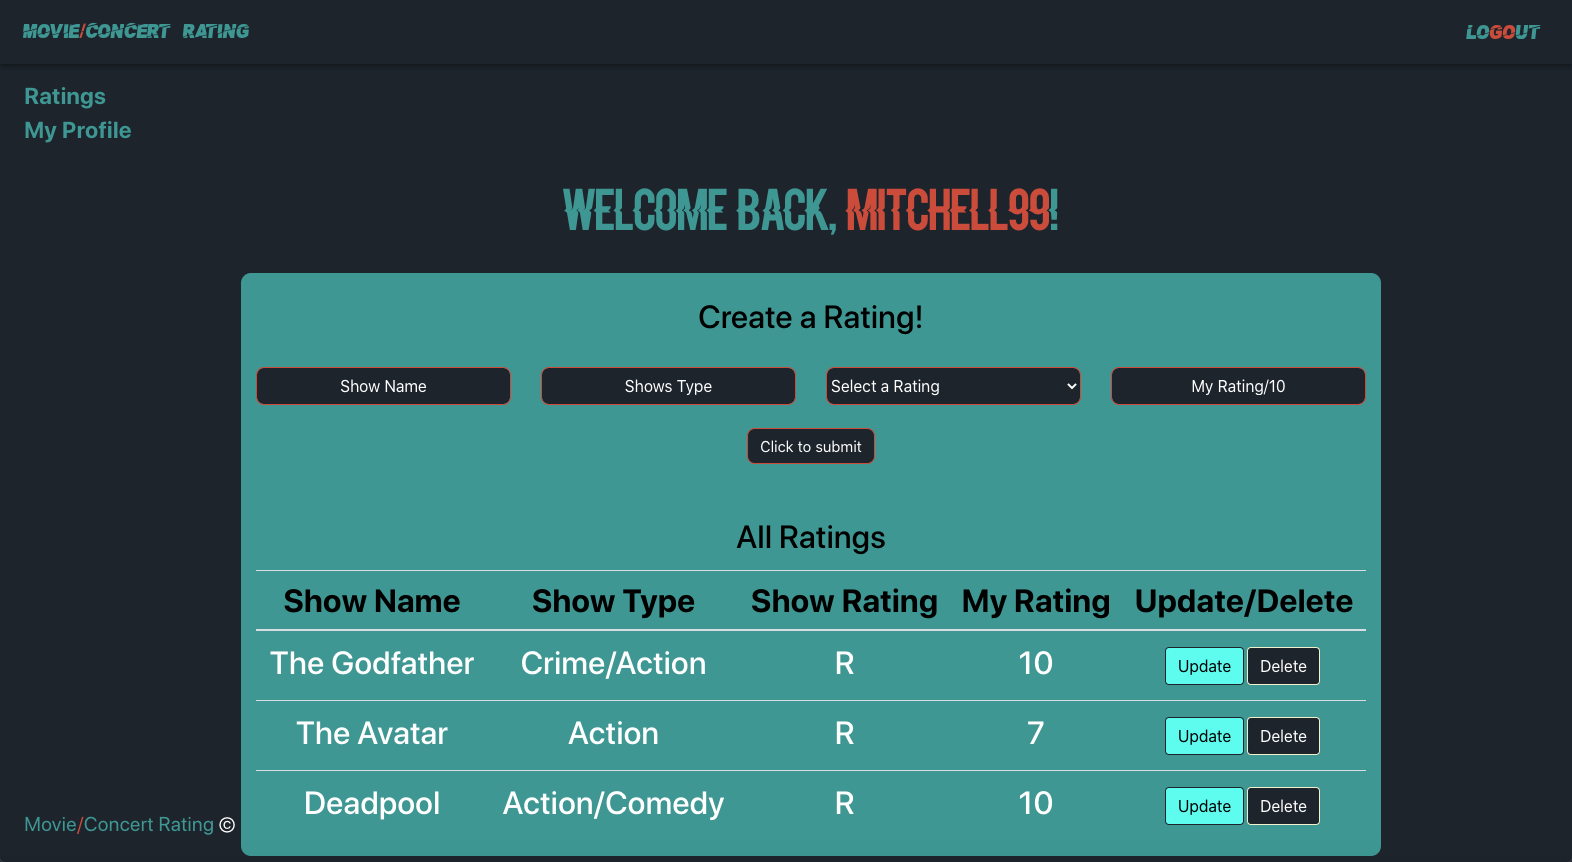 MOVIE/CONCERT RATING
LOGOUT
Ratings
My Profile
WELCOME BACK, MITCHELL99!
Create a Rating!
Show Name Shows Type Select a Rating My Rating/10
Click to submit
All Ratings
Show Name Show Type Show Rating My Rating Update/Delete
The Godfather Crime/Action R 10 Update Delete
The Avatar Action R 7 Update Delete
Deadpool Action/Comedy R 10 Update Delete
Movie/Concert Rating ©